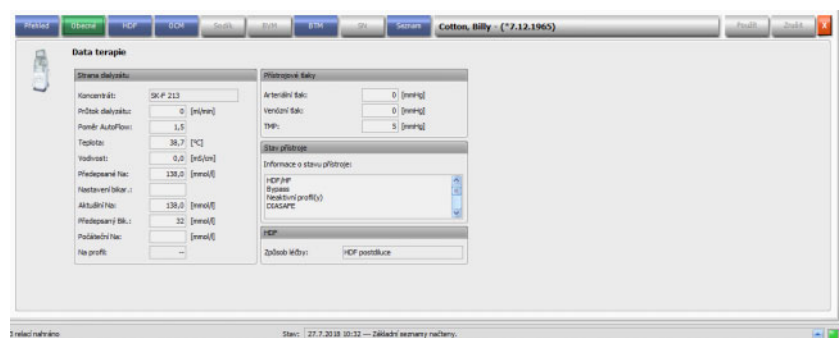 Přehled Obecné HDF OCM Sodík BVM BTM SN Seznam Cotton, Billy - (*7.12.1965) Použít Zrušit X
Data terapie
Strana dialyzátu
Koncentrát: SK-F 213
Průtok dialyzátu: 0 [ml/min]
Poměr AutoFlow: 1,5
Teplota: 38,7 [°C]
Vodivost: 0,0 [mS/cm]
Předepsané Na: 138,0 [mmol/l]
Nastavení bikar.:
Aktuální Na: 138,0 [mmol/l]
Předepsaný Bik.: 32 [mmol/l]
Počáteční Na: [mmol/l]
Na profil: --
Přístrojové tlaky
Arteriální tlak: 0 [mmHg]
Venózní tlak: 0 [mmHg]
TMP: 5 [mmHg]
Stav přístroje
Informace o stavu přístroje:
HDF/HF
Bypass
Neaktivní profil(y)
DIASAFE
HDF
Způsob léčby: HDF postdiluce
relací nahráno Stav: 27.7.2018 10:32 --- Základní seznamy načteny.